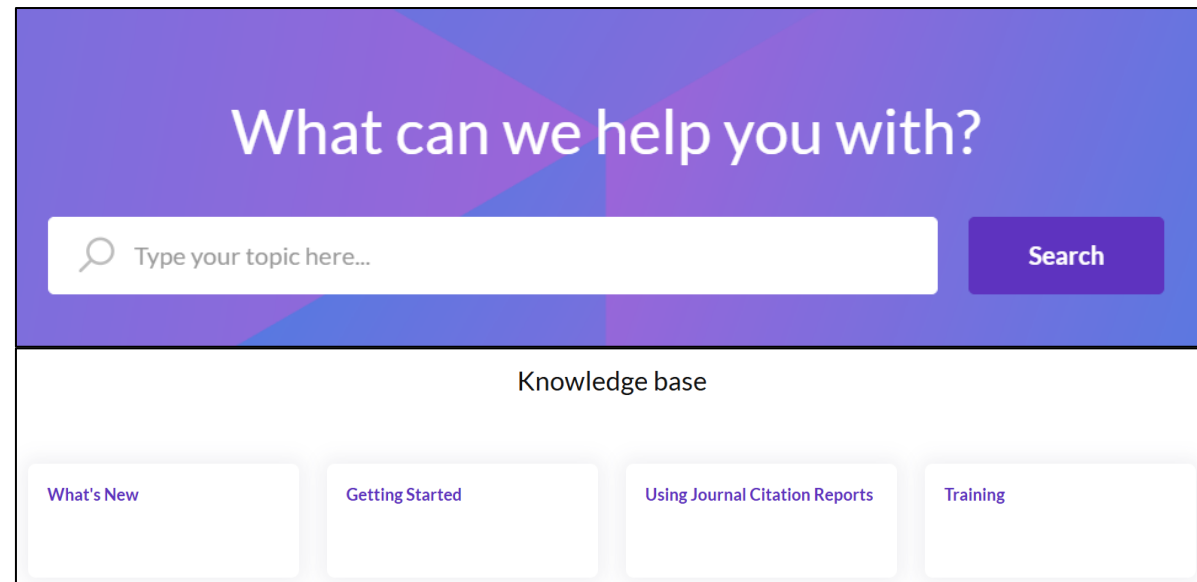 What can we help you with?
Type your topic here...
Search
Knowledge base
What's New
Getting Started
Using Journal Citation Reports
Training